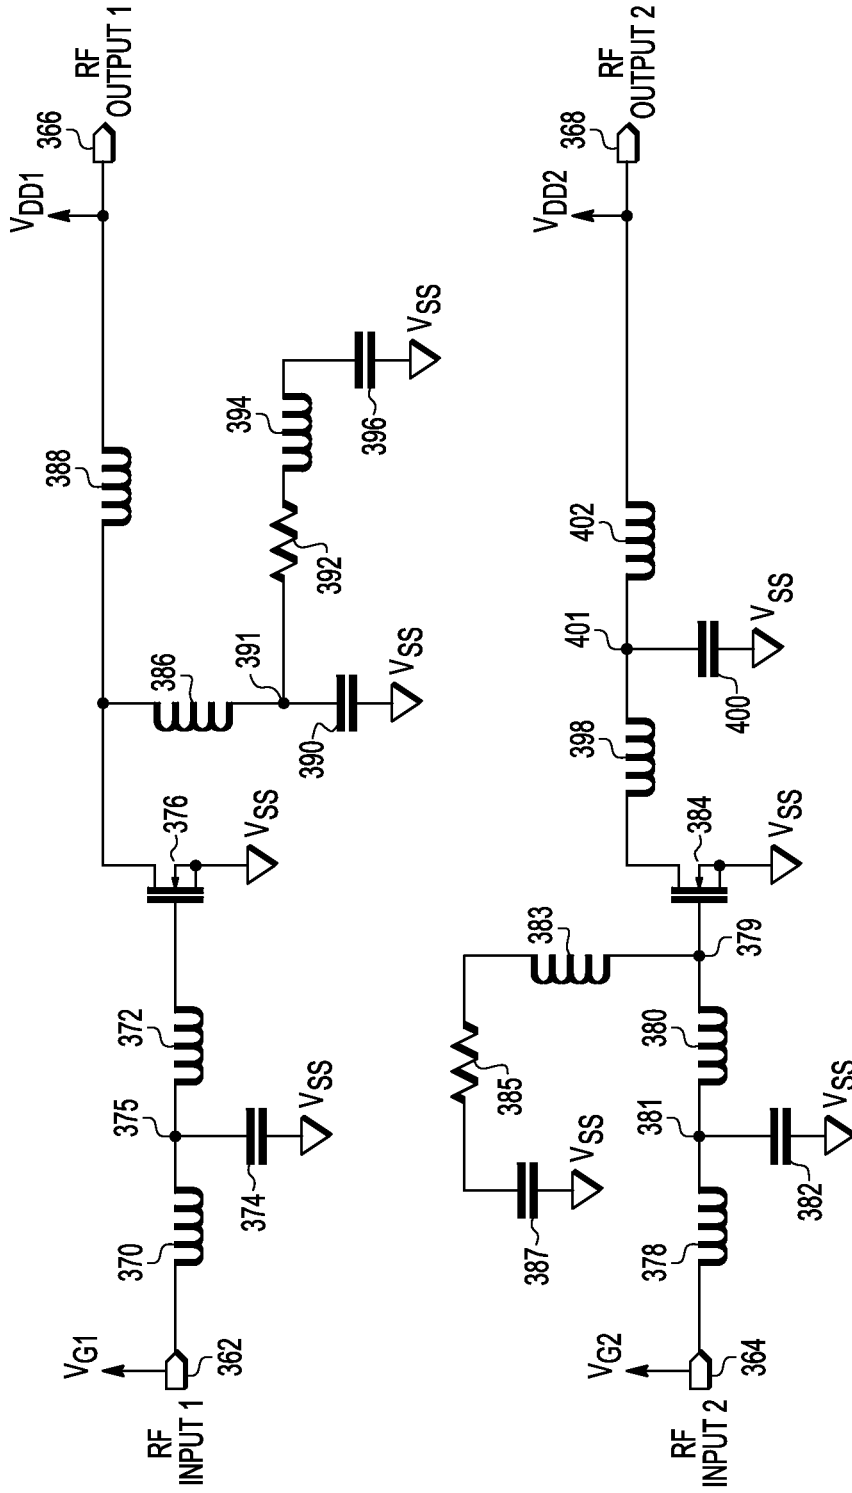 RF
INPUT 1
362
VG1
370
375
374
VSS
372
376
VSS
386
391
390
VSS
388
392
394
396
VSS
VDD1
366
RF
OUTPUT 1
RF
INPUT 2
364
VG2
378
381
382
VSS
380
387
VSS
385
383
379
384
VSS
398
401
400
VSS
402
VDD2
368
RF
OUTPUT 2